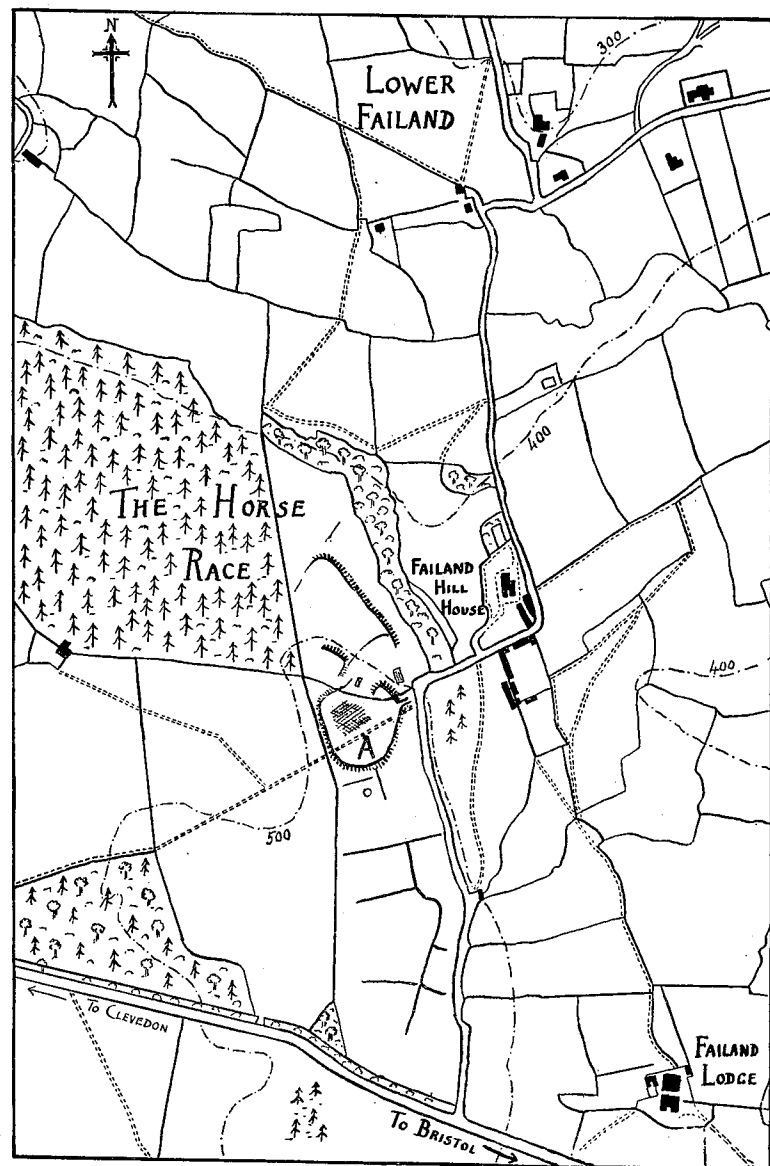 N
300
LOWER
FAILAND
400
THE HORSE
RACE
FAILAND
HILL
HOUSE
400
A
500
TO CLEVEDON
FAILAND
LODGE
TO BRISTOL